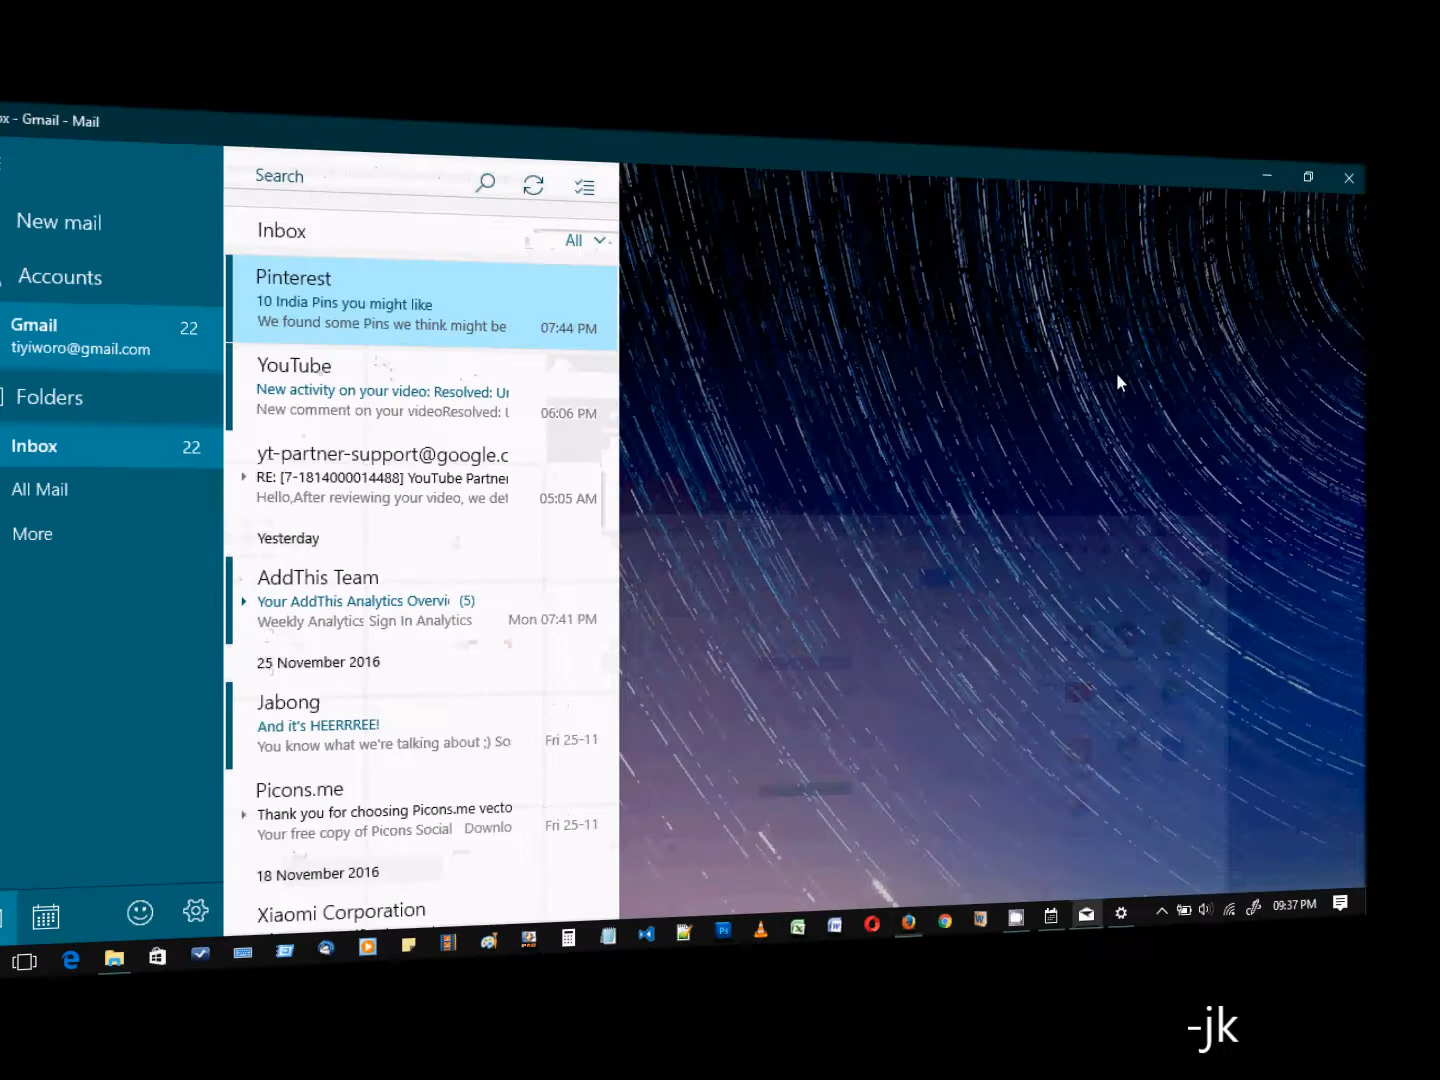 ox - Gmail - Mail
New mail
Accounts
Gmail 22
tiyiworo@gmail.com
Folders
Inbox 22
All Mail
More
Search
Inbox
All
Pinterest
10 India Pins you might like
We found some Pins we think might be 07:44 PM
YouTube
New activity on your video: Resolved: Ur
New comment on your videoResolved: U 06:06 PM
yt-partner-support@google.c
RE: [7-1814000014488] YouTube Partner
Hello,After reviewing your video, we det 05:05 AM
Yesterday
AddThis Team
Your AddThis Analytics Overvi (5)
Weekly Analytics Sign In Analytics Mon 07:41 PM
25 November 2016
Jabong
And it's HEERRREE!
You know what we're talking about ;) So Fri 25-11
Picons.me
Thank you for choosing Picons.me vecto
Your free copy of Picons Social Downlo Fri 25-11
18 November 2016
Xiaomi Corporation
09:37 PM
-jk